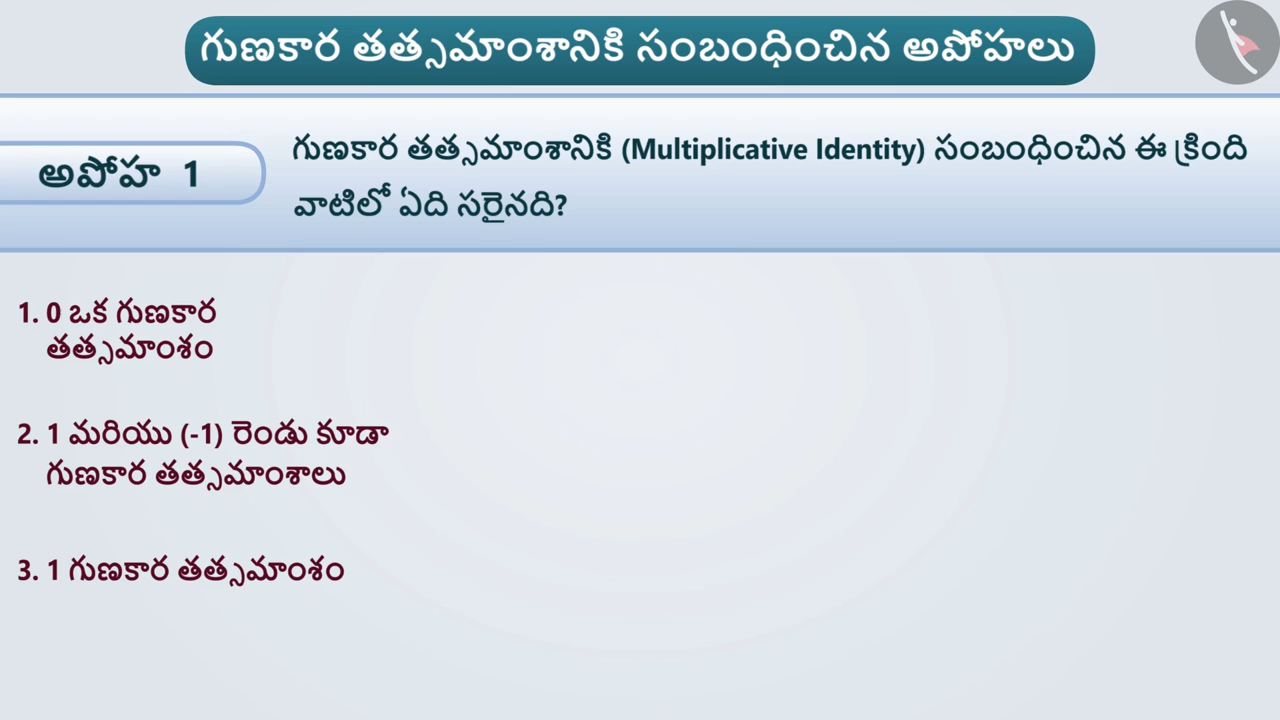 గుణకార తత్సమాంశానికి సంబంధించిన అపోహలు
అపోహ 1
గుణకార తత్సమాంశానికి (Multiplicative Identity) సంబంధించిన ఈ క్రింది
వాటిలో ఏది సరైనది?
1. 0 ఒక గుణకార
తత్సమాంశం
2. 1 మరియు (-1) రెండు కూడా
గుణకార తత్సమాంశాలు
3. 1 గుణకార తత్సమాంశం